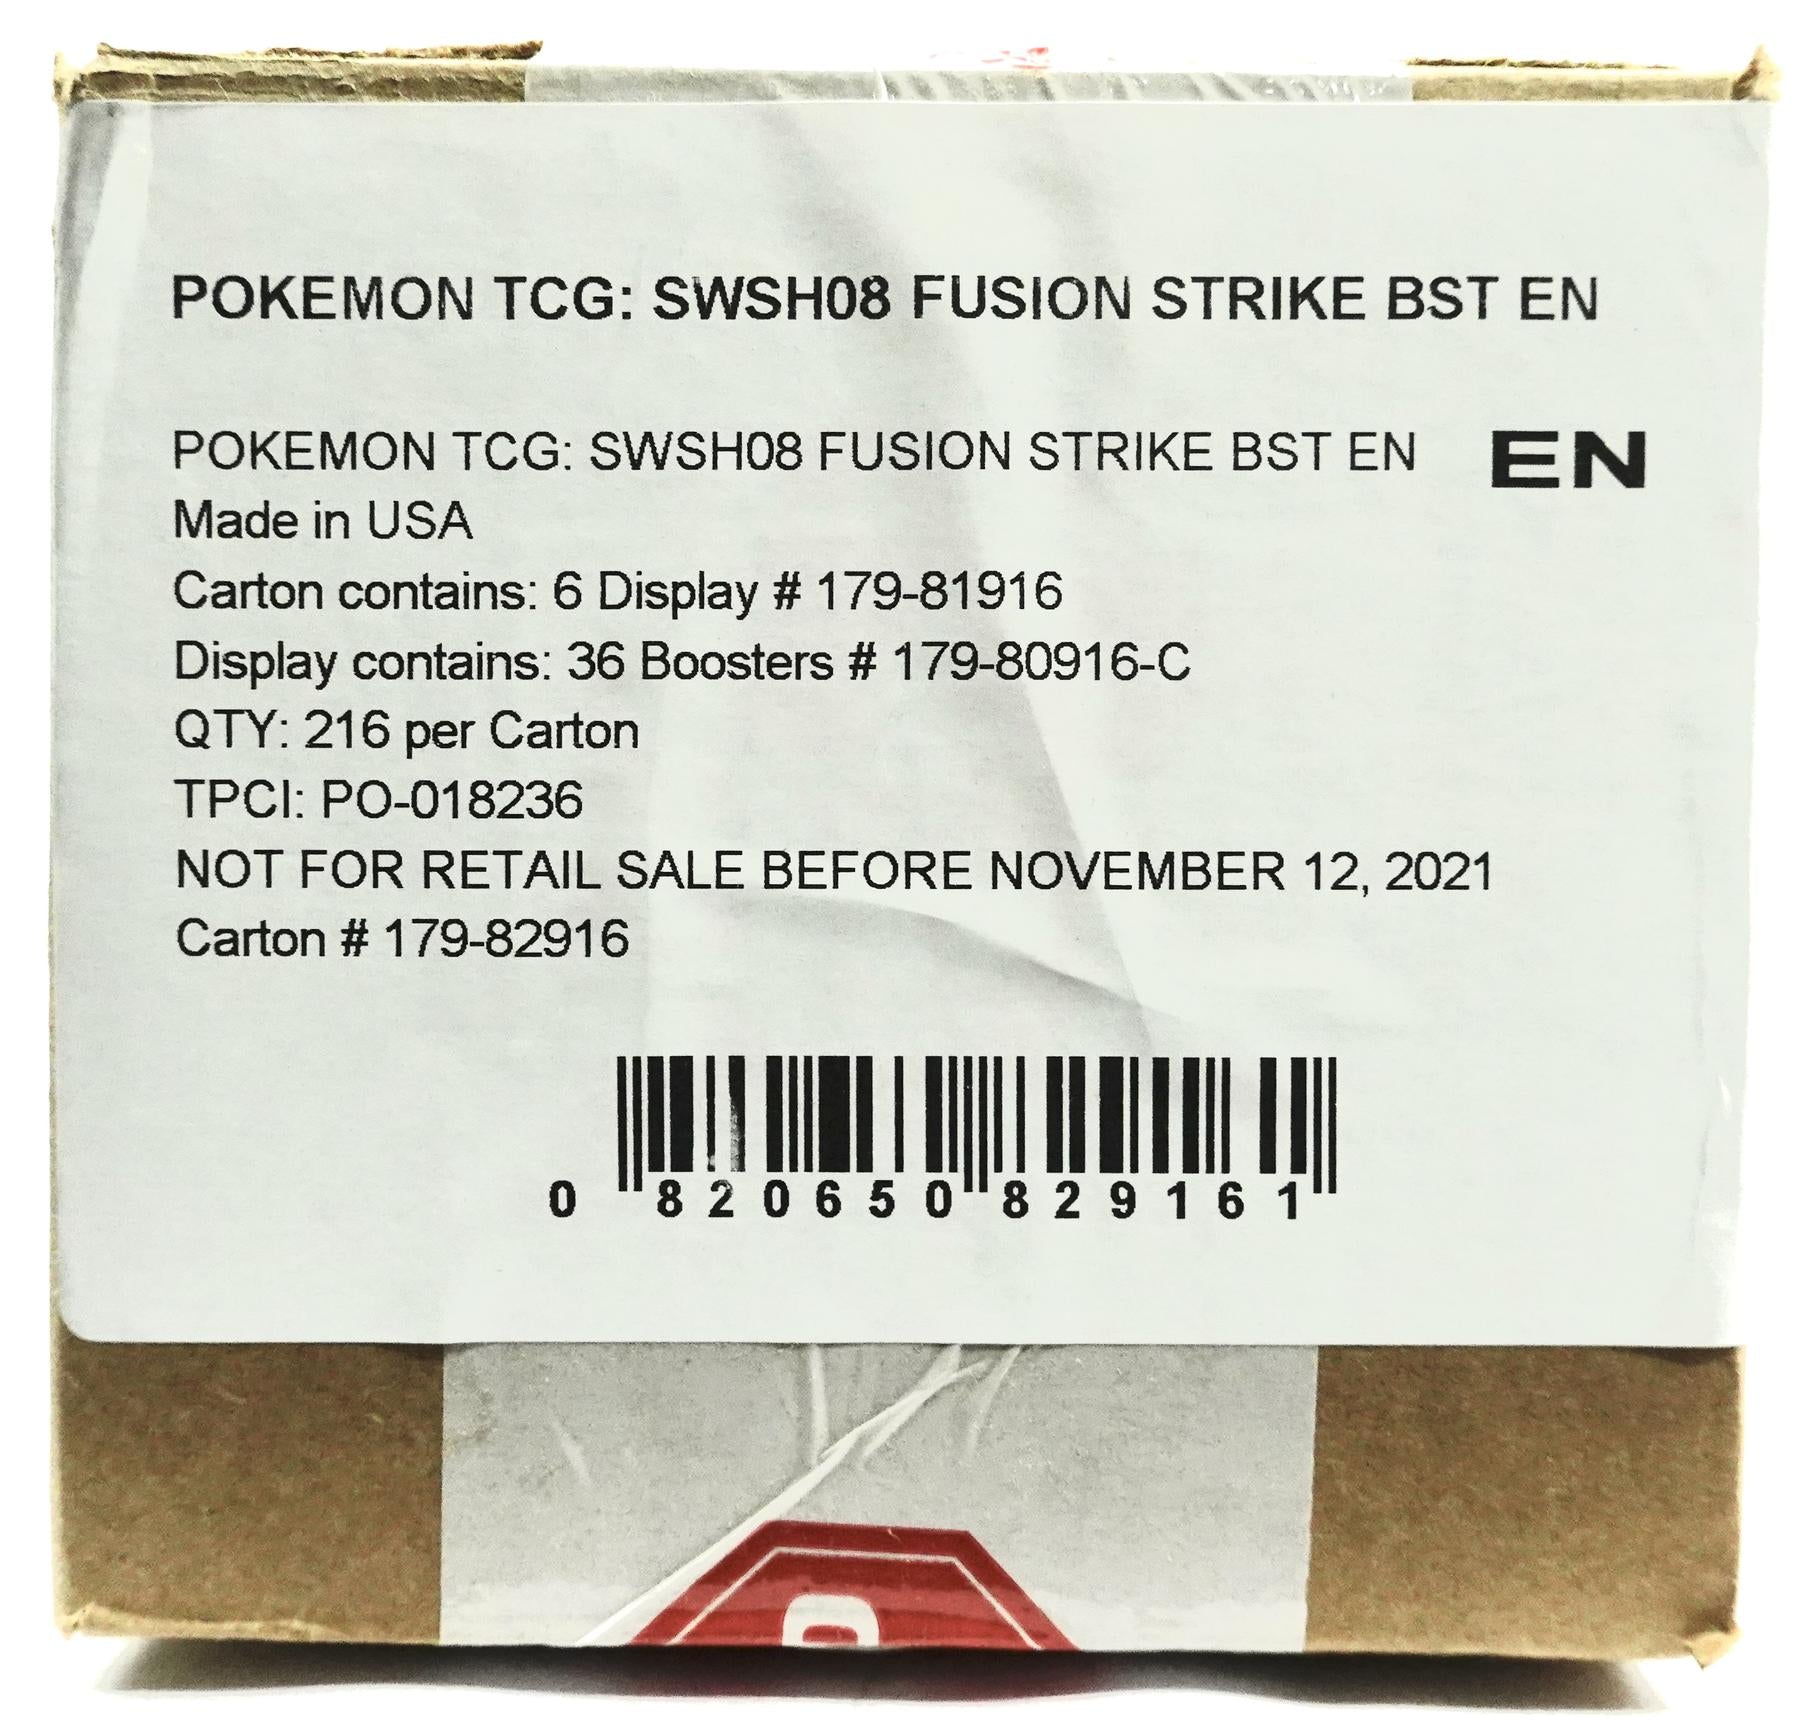 POKEMON TCG: SWSH08 FUSION STRIKE BST EN
POKEMON TCG: SWSH08 FUSION STRIKE BST EN EN
Made in USA
Carton contains: 6 Display # 179-81916
Display contains: 36 Boosters # 179-80916-C
QTY: 216 per Carton
TPCI: PO-018236
NOT FOR RETAIL SALE BEFORE NOVEMBER 12, 2021
Carton # 179-82916
0 820650 829161